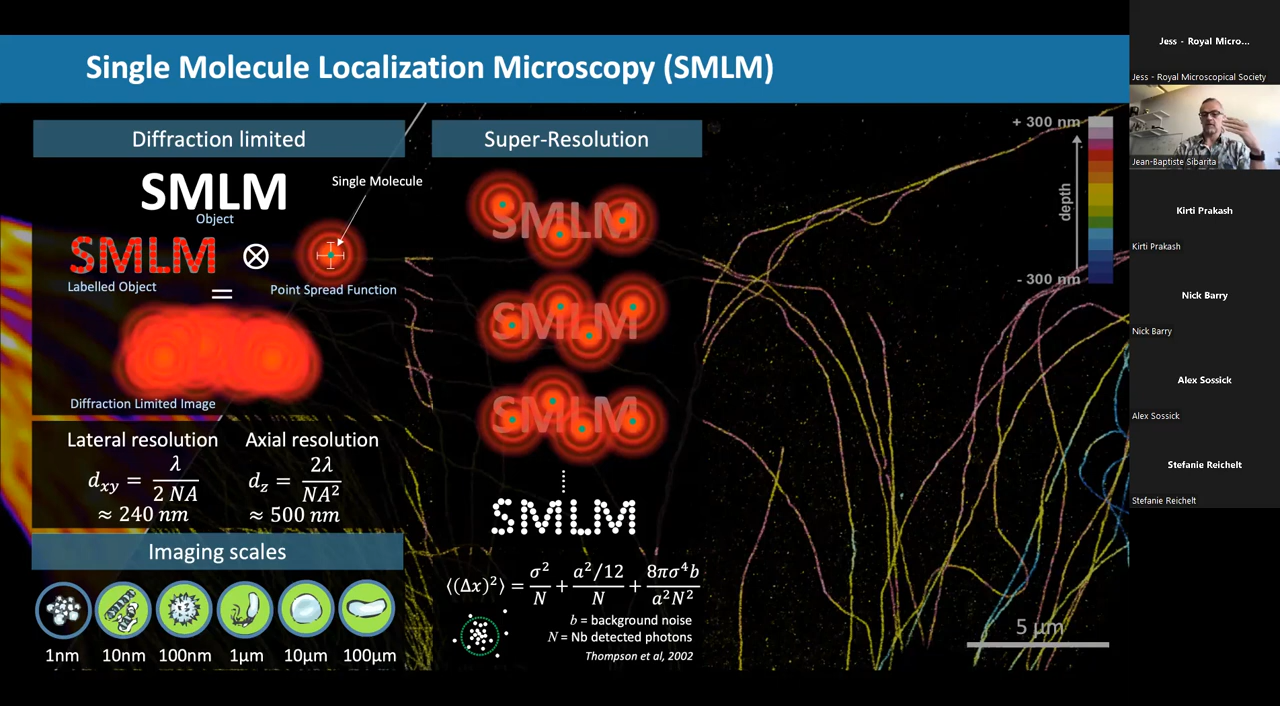 Single Molecule Localization Microscopy (SMLM)
Diffraction limited
SMLM
Object
Single Molecule
SMLM ⊗
Labelled Object
Point Spread Function
=
Diffraction Limited Image
Lateral resolution
d_xy = λ / 2 NA
≈ 240 nm
Axial resolution
d_z = 2λ / NA²
≈ 500 nm
Imaging scales
1nm 10nm 100nm 1μm 10μm 100μm
Super-Resolution
SMLM
SMLM
SMLM
SMLM
⟨(Δx)²⟩ = σ²/N + (a²/12)/N + 8πσ⁴b/a²N²
b = background noise
N = Nb detected photons
Thompson et al, 2002
+ 300 nm
depth
- 300 nm
5 μm
Jess - Royal Micro...
Jess - Royal Microscopical Society
Jean-Baptiste Sibarita
Kirti Prakash
Kirti Prakash
Nick Barry
Nick Barry
Alex Sossick
Alex Sossick
Stefanie Reichelt
Stefanie Reichelt